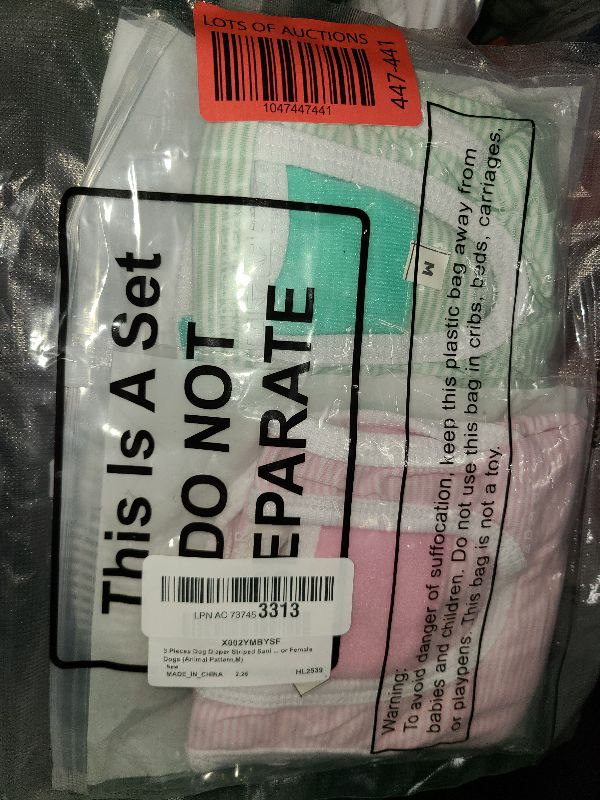 LOTS OF AUCTIONS
1047447441
447-441
This Is A Set
DO NOT
EPARATE
M
LPN AC 73745 3313
X002YMBYSF
3 Pieces Dog Diaper Striped Sani ... or Female
Dogs (Animal Pattern,M)
New
MADE_IN_CHINA 2.26 HL2539
Warning:
To avoid danger of suffocation, keep this plastic bag away from
babies and children. Do not use this bag in cribs, beds, carriages,
or playpens. This bag is not a toy.